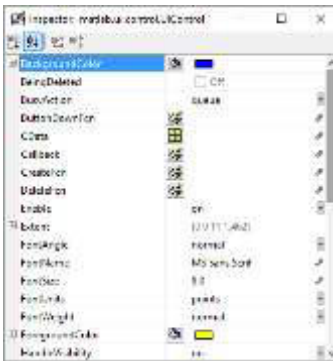 Inspector: matlab.ui.control.UIControl
BackgroundColor
BeingDeleted Off
BusyAction queue
ButtonDownFcn
CData
Callback
CreateFcn
DeleteFcn
Enable on
Extent
FontAngle normal
FontName MS Sans Serif
FontSize
FontUnits points
FontWeight normal
ForegroundColor
HandleVisibility on